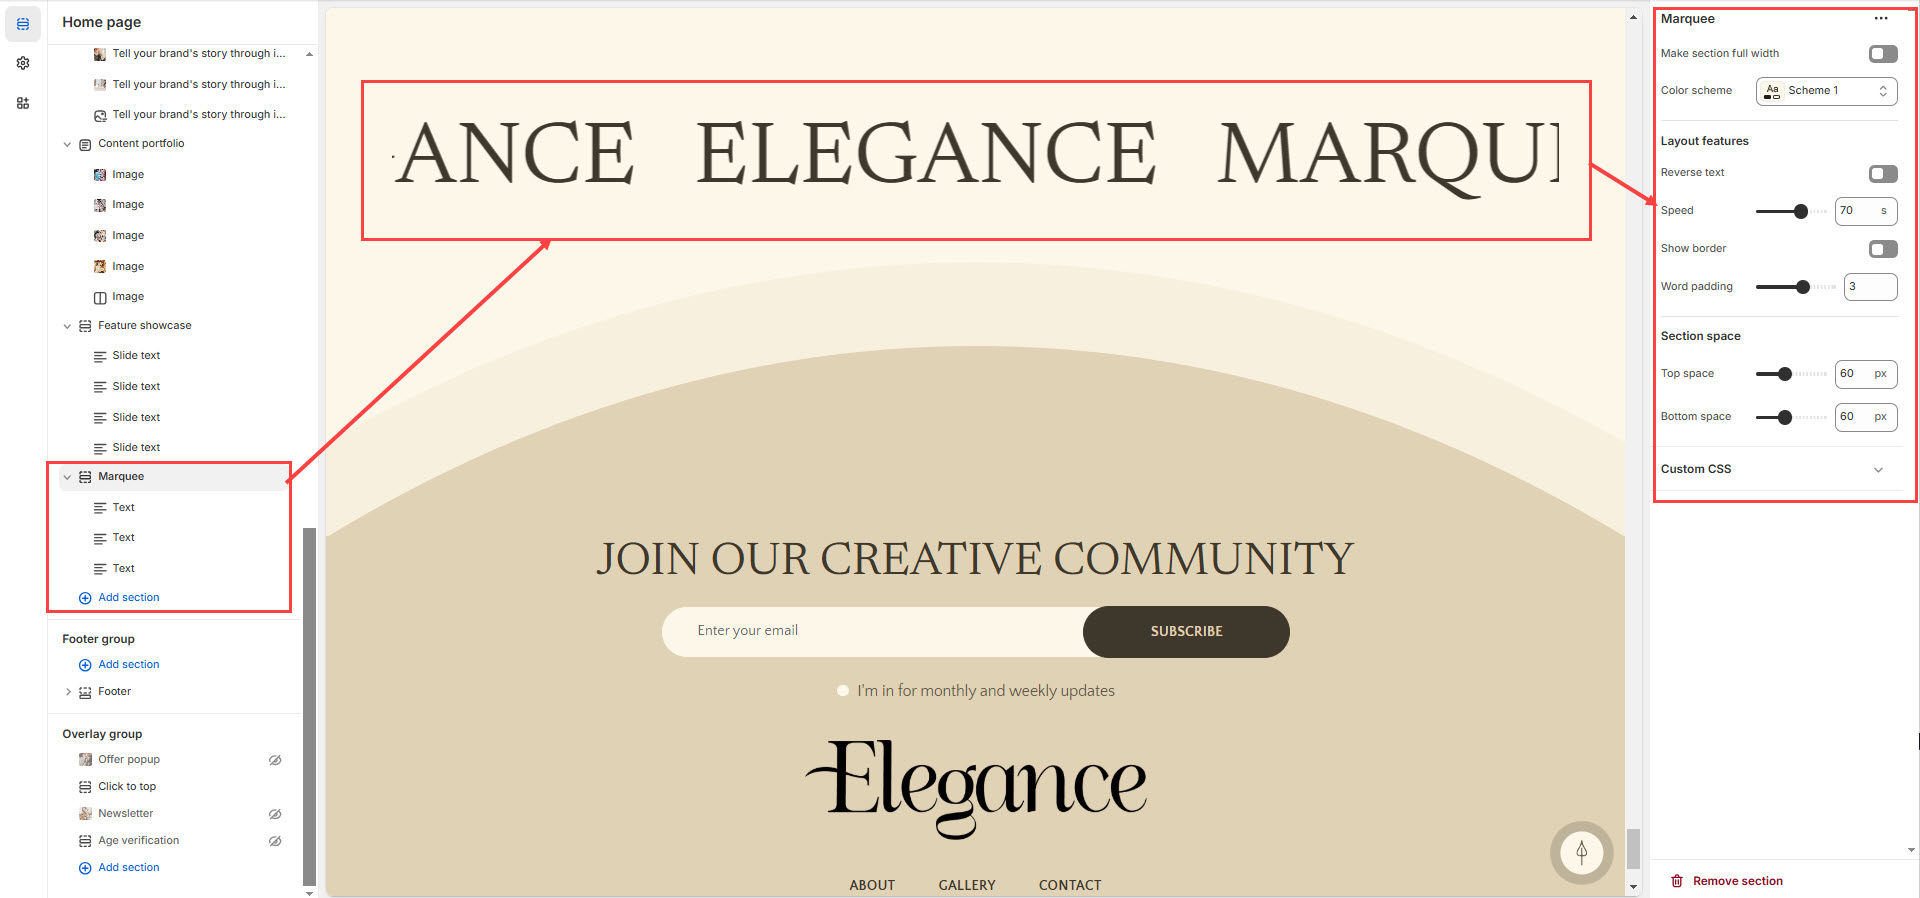 Home page
Tell your brand's story through i...
Tell your brand's story through i...
Tell your brand's story through i...
Content portfolio
Image
Image
Image
Image
Image
Feature showcase
Slide text
Slide text
Slide text
Slide text
Marquee
Text
Text
Text
Add section
Footer group
Add section
Footer
Overlay group
Offer popup
Click to top
Newsletter
Age verification
Add section
ANCE ELEGANCE MARQU
JOIN OUR CREATIVE COMMUNITY
Enter your email SUBSCRIBE
I'm in for monthly and weekly updates
Elegance
ABOUT GALLERY CONTACT
Marquee
Make section full width
Color scheme Aa Scheme 1
Layout features
Reverse text
Speed 70 s
Show border
Word padding 3
Section space
Top space 60 px
Bottom space 60 px
Custom CSS
Remove section